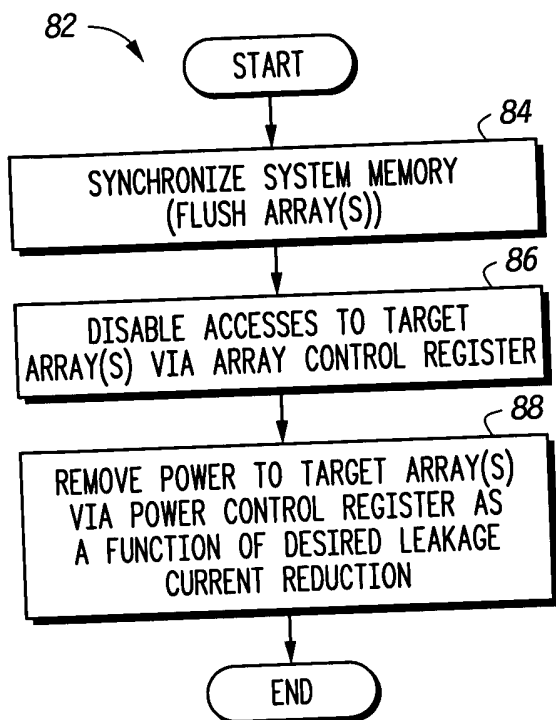 82
START
84
SYNCHRONIZE SYSTEM MEMORY
(FLUSH ARRAY(S))
86
DISABLE ACCESSES TO TARGET
ARRAY(S) VIA ARRAY CONTROL REGISTER
88
REMOVE POWER TO TARGET ARRAY(S)
VIA POWER CONTROL REGISTER AS
A FUNCTION OF DESIRED LEAKAGE
CURRENT REDUCTION
END